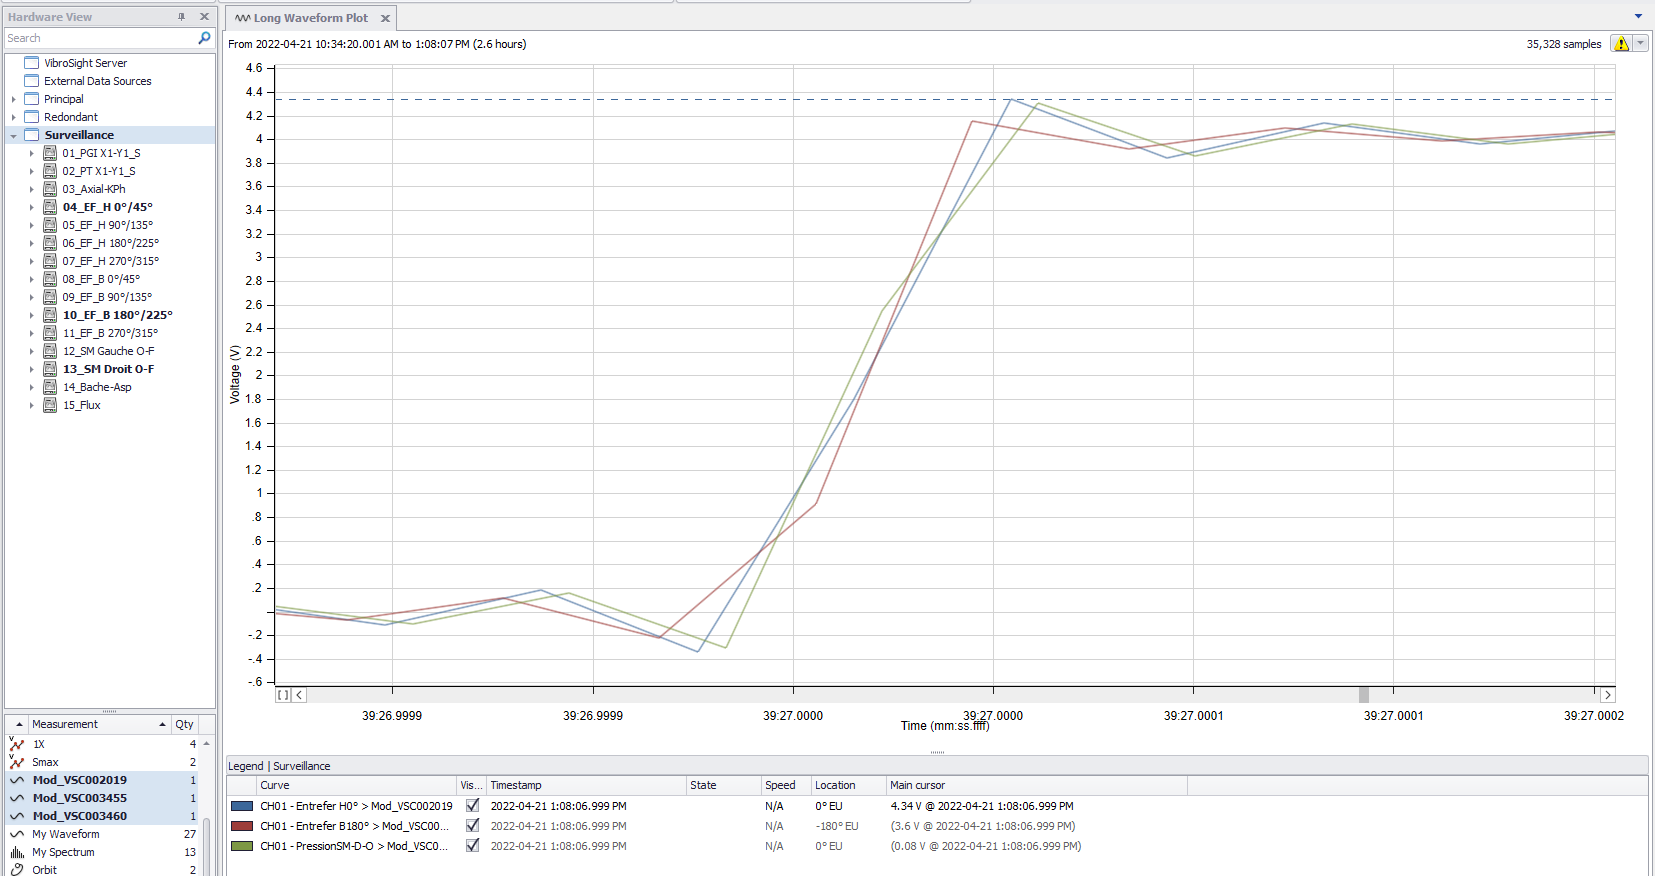 Hardware View
Search
VibroSight Server
External Data Sources
Principal
Redondant
Surveillance
01_PGI X1-Y1_S
02_PT X1-Y1_S
03_Axial-KPh
04_EF_H 0°/45°
05_EF_H 90°/135°
06_EF_H 180°/225°
07_EF_H 270°/315°
08_EF_B 0°/45°
09_EF_B 90°/135°
10_EF_B 180°/225°
11_EF_B 270°/315°
12_SM Gauche O-F
13_SM Droit O-F
14_Bache-Asp
15_Flux
Measurement Qty
1X 4
Smax 2
Mod_VSC002019 1
Mod_VSC003455 1
Mod_VSC003460 1
My Waveform 27
My Spectrum 13
Orbit 2
Long Waveform Plot
From 2022-04-21 10:34:20.001 AM to 1:08:07 PM (2.6 hours)
35,328 samples
4.6
4.4
4.2
4
3.8
3.6
3.4
3.2
3
2.8
2.6
2.4
2.2
2
1.8
1.6
1.4
1.2
1
.8
.6
.4
.2
-.2
-.4
-.6
Voltage (V)
39:26.9999 39:26.9999 39:27.0000 39:27.0000 39:27.0001 39:27.0001 39:27.0002
Time (mm:ss.ffff)
Legend | Surveillance
Curve Vis... Timestamp State Speed Location Main cursor
CH01 - Entrefer H0° > Mod_VSC002019 2022-04-21 1:08:06.999 PM N/A 0° EU 4.34 V @ 2022-04-21 1:08:06.999 PM
CH01 - Entrefer B180° > Mod_VSC00... 2022-04-21 1:08:06.999 PM N/A -180° EU (3.6 V @ 2022-04-21 1:08:06.999 PM)
CH01 - PressionSM-D-O > Mod_VSC0... 2022-04-21 1:08:06.999 PM N/A 0° EU (0.08 V @ 2022-04-21 1:08:06.999 PM)